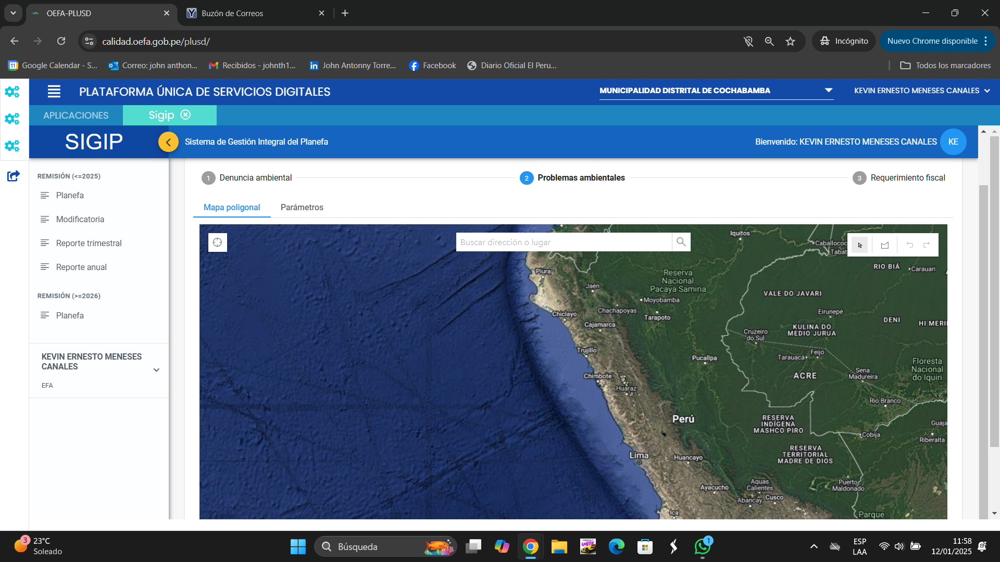 OEFA-PLUSD
Buzón de Correos
calidad.oefa.gob.pe/plusd/
Incógnito
Nuevo Chrome disponible
Google Calendar - S...
Correo: john anthon...
Recibidos - johnth1...
John Antonny Torre...
Facebook
Diario Oficial El Peru...
Todos los marcadores
PLATAFORMA ÚNICA DE SERVICIOS DIGITALES
MUNICIPALIDAD DISTRITAL DE COCHABAMBA
KEVIN ERNESTO MENESES CANALES
APLICACIONES
Sigip
SIGIP
Sistema de Gestión Integral del Planefa
Bienvenido: KEVIN ERNESTO MENESES CANALES
KE
REMISIÓN (<=2025)
Planefa
Modificatoria
Reporte trimestral
Reporte anual
REMISIÓN (>=2026)
Planefa
KEVIN ERNESTO MENESES
CANALES
EFA
1 Denuncia ambiental
2 Problemas ambientales
3 Requerimiento fiscal
Mapa poligonal
Parámetros
Buscar dirección o lugar
Iquitos
Caballococ
Tabat
RIO BIÁ
Carauari
Piura
Reserva
Nacional
Pacaya Samiria
Jaén
VALE DO JAVARI
Moyobamba
Chachapoyas
Chiclayo
Tarapoto
Eirunepé
DENI
HI MERI
Cajamarca
KULINA DO
MEDIO JURUA
Cruzeiro
do Sul
Trujillo
Pucallpa
Tarauacá
Feijó
Floresta
Nacional
do Iquiri
Chimbote
ACRE
Sena
Madureira
Huaraz
Rio Branco
Perú
RESERVA
INDÍGENA
MASHCO PIRO
Guaja
Cobija
Riberalta
Lima
Huancayo
RESERVA
TERRITORIAL
MADRE DE DIOS
Ayacucho
Aguas
Calientes
Puerto
Maldonado
Abancay
Cusco
Ica
Parque
3
23°C
Soleado
Búsqueda
1
ESP
LAA
11:58
12/01/2025